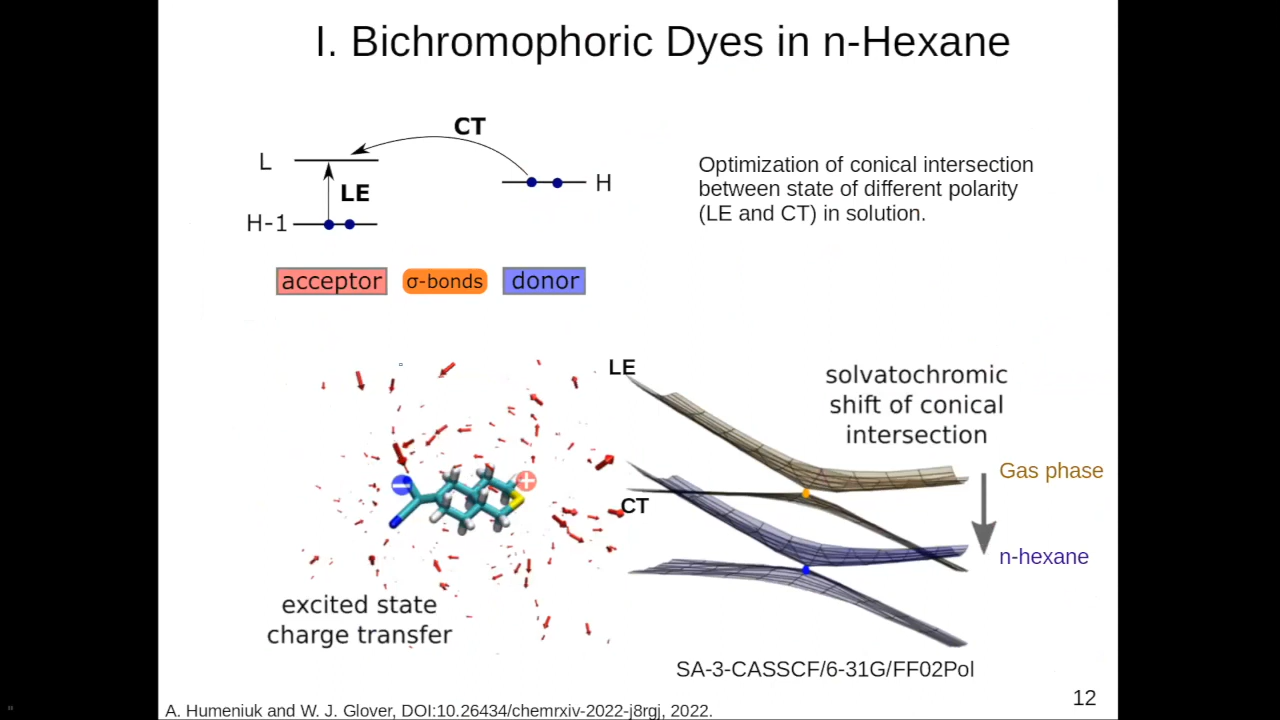 I. Bichromophoric Dyes in n-Hexane
CT
L
LE
H
H-1
acceptor
σ-bonds
donor
Optimization of conical intersection
between state of different polarity
(LE and CT) in solution.
LE
CT
−
+
excited state
charge transfer
solvatochromic
shift of conical
intersection
Gas phase
n-hexane
SA-3-CASSCF/6-31G/FF02Pol
12
A. Humeniuk and W. J. Glover, DOI:10.26434/chemrxiv-2022-j8rgj, 2022.